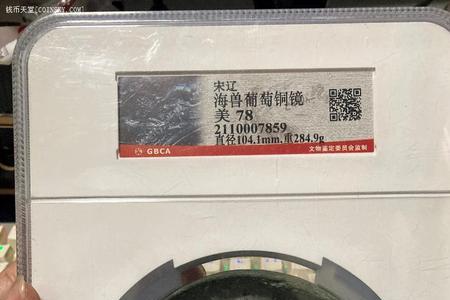 钱币天堂[COINSKY.COM]
宋辽
海兽葡萄铜镜
美 78
2110007859
直径104.1mm,重284.9g
GBCA
文物鉴定委员会监制